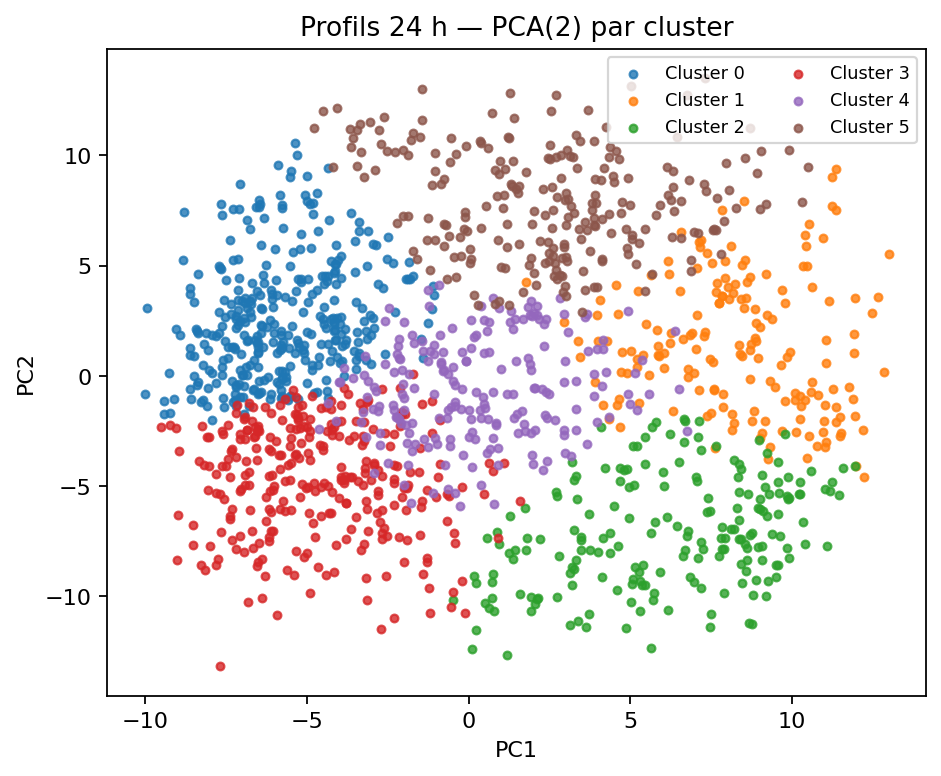 Profils 24 h — PCA(2) par cluster
Cluster 0
Cluster 1
Cluster 2
Cluster 3
Cluster 4
Cluster 5
10
5
0
−5
−10
PC2
−10
−5
0
5
10
PC1